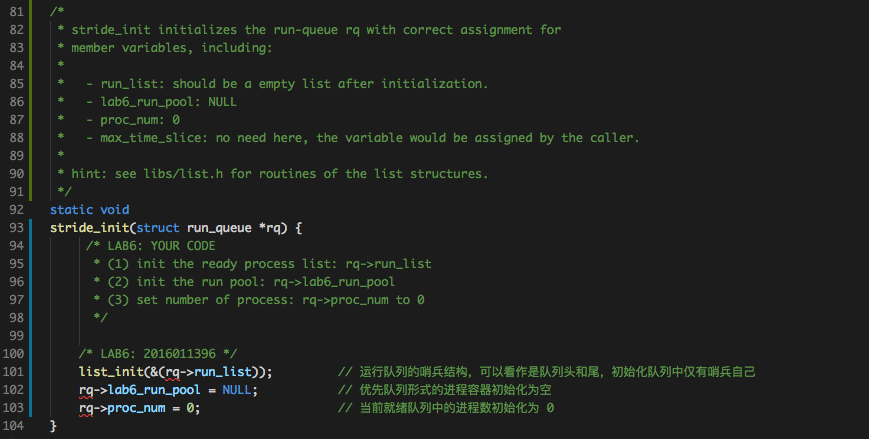 81 /*
82  * stride_init initializes the run-queue rq with correct assignment for
83  * member variables, including:
84  *
85  *   - run_list: should be a empty list after initialization.
86  *   - lab6_run_pool: NULL
87  *   - proc_num: 0
88  *   - max_time_slice: no need here, the variable would be assigned by the caller.
89  *
90  * hint: see libs/list.h for routines of the list structures.
91  */
92 static void
93 stride_init(struct run_queue *rq) {
94      /* LAB6: YOUR CODE
95       * (1) init the ready process list: rq->run_list
96       * (2) init the run pool: rq->lab6_run_pool
97       * (3) set number of process: rq->proc_num to 0
98       */
99
100     /* LAB6: 2016011396 */
101     list_init(&(rq->run_list));         // 运行队列的哨兵结构，可以看作是队列头和尾，初始化队列中仅有哨兵自己
102     rq->lab6_run_pool = NULL;           // 优先队列形式的进程容器初始化为空
103     rq->proc_num = 0;                   // 当前就绪队列中的进程数初始化为 0
104 }